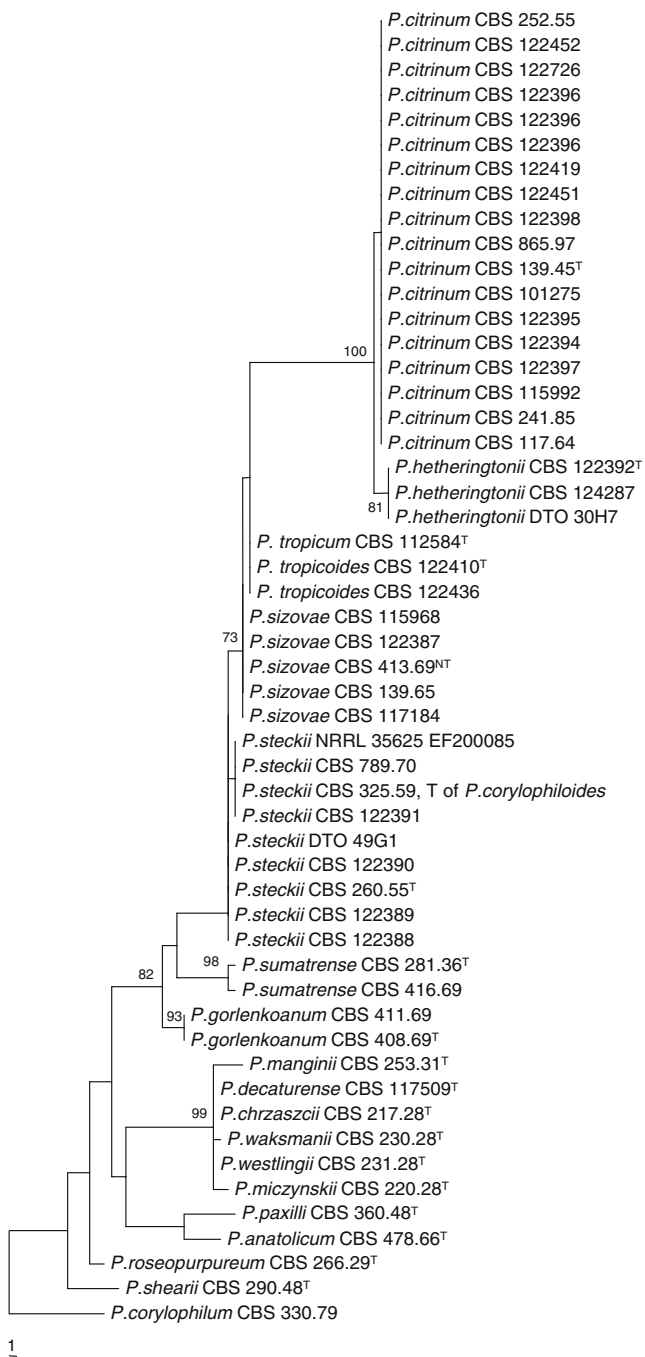 P.citrinum CBS 252.55
P.citrinum CBS 122452
P.citrinum CBS 122726
P.citrinum CBS 122396
P.citrinum CBS 122396
P.citrinum CBS 122396
P.citrinum CBS 122419
P.citrinum CBS 122451
P.citrinum CBS 122398
P.citrinum CBS 865.97
P.citrinum CBS 139.45ᵀ
P.citrinum CBS 101275
P.citrinum CBS 122395
P.citrinum CBS 122394
100
P.citrinum CBS 122397
P.citrinum CBS 115992
P.citrinum CBS 241.85
P.citrinum CBS 117.64
P.hetheringtonii CBS 122392ᵀ
P.hetheringtonii CBS 124287
81
P.hetheringtonii DTO 30H7
P. tropicum CBS 112584ᵀ
P. tropicoides CBS 122410ᵀ
P. tropicoides CBS 122436
P.sizovae CBS 115968
73
P.sizovae CBS 122387
P.sizovae CBS 413.69ᴺᵀ
P.sizovae CBS 139.65
P.sizovae CBS 117184
P.steckii NRRL 35625 EF200085
P.steckii CBS 789.70
P.steckii CBS 325.59, T of P.corylophiloides
P.steckii CBS 122391
P.steckii DTO 49G1
P.steckii CBS 122390
P.steckii CBS 260.55ᵀ
P.steckii CBS 122389
P.steckii CBS 122388
98
P.sumatrense CBS 281.36ᵀ
82
P.sumatrense CBS 416.69
93
P.gorlenkoanum CBS 411.69
P.gorlenkoanum CBS 408.69ᵀ
P.manginii CBS 253.31ᵀ
P.decaturense CBS 117509ᵀ
99
P.chrzaszcii CBS 217.28ᵀ
P.waksmanii CBS 230.28ᵀ
P.westlingii CBS 231.28ᵀ
P.miczynskii CBS 220.28ᵀ
P.paxilli CBS 360.48ᵀ
P.anatolicum CBS 478.66ᵀ
P.roseopurpureum CBS 266.29ᵀ
P.shearii CBS 290.48ᵀ
P.corylophilum CBS 330.79
1